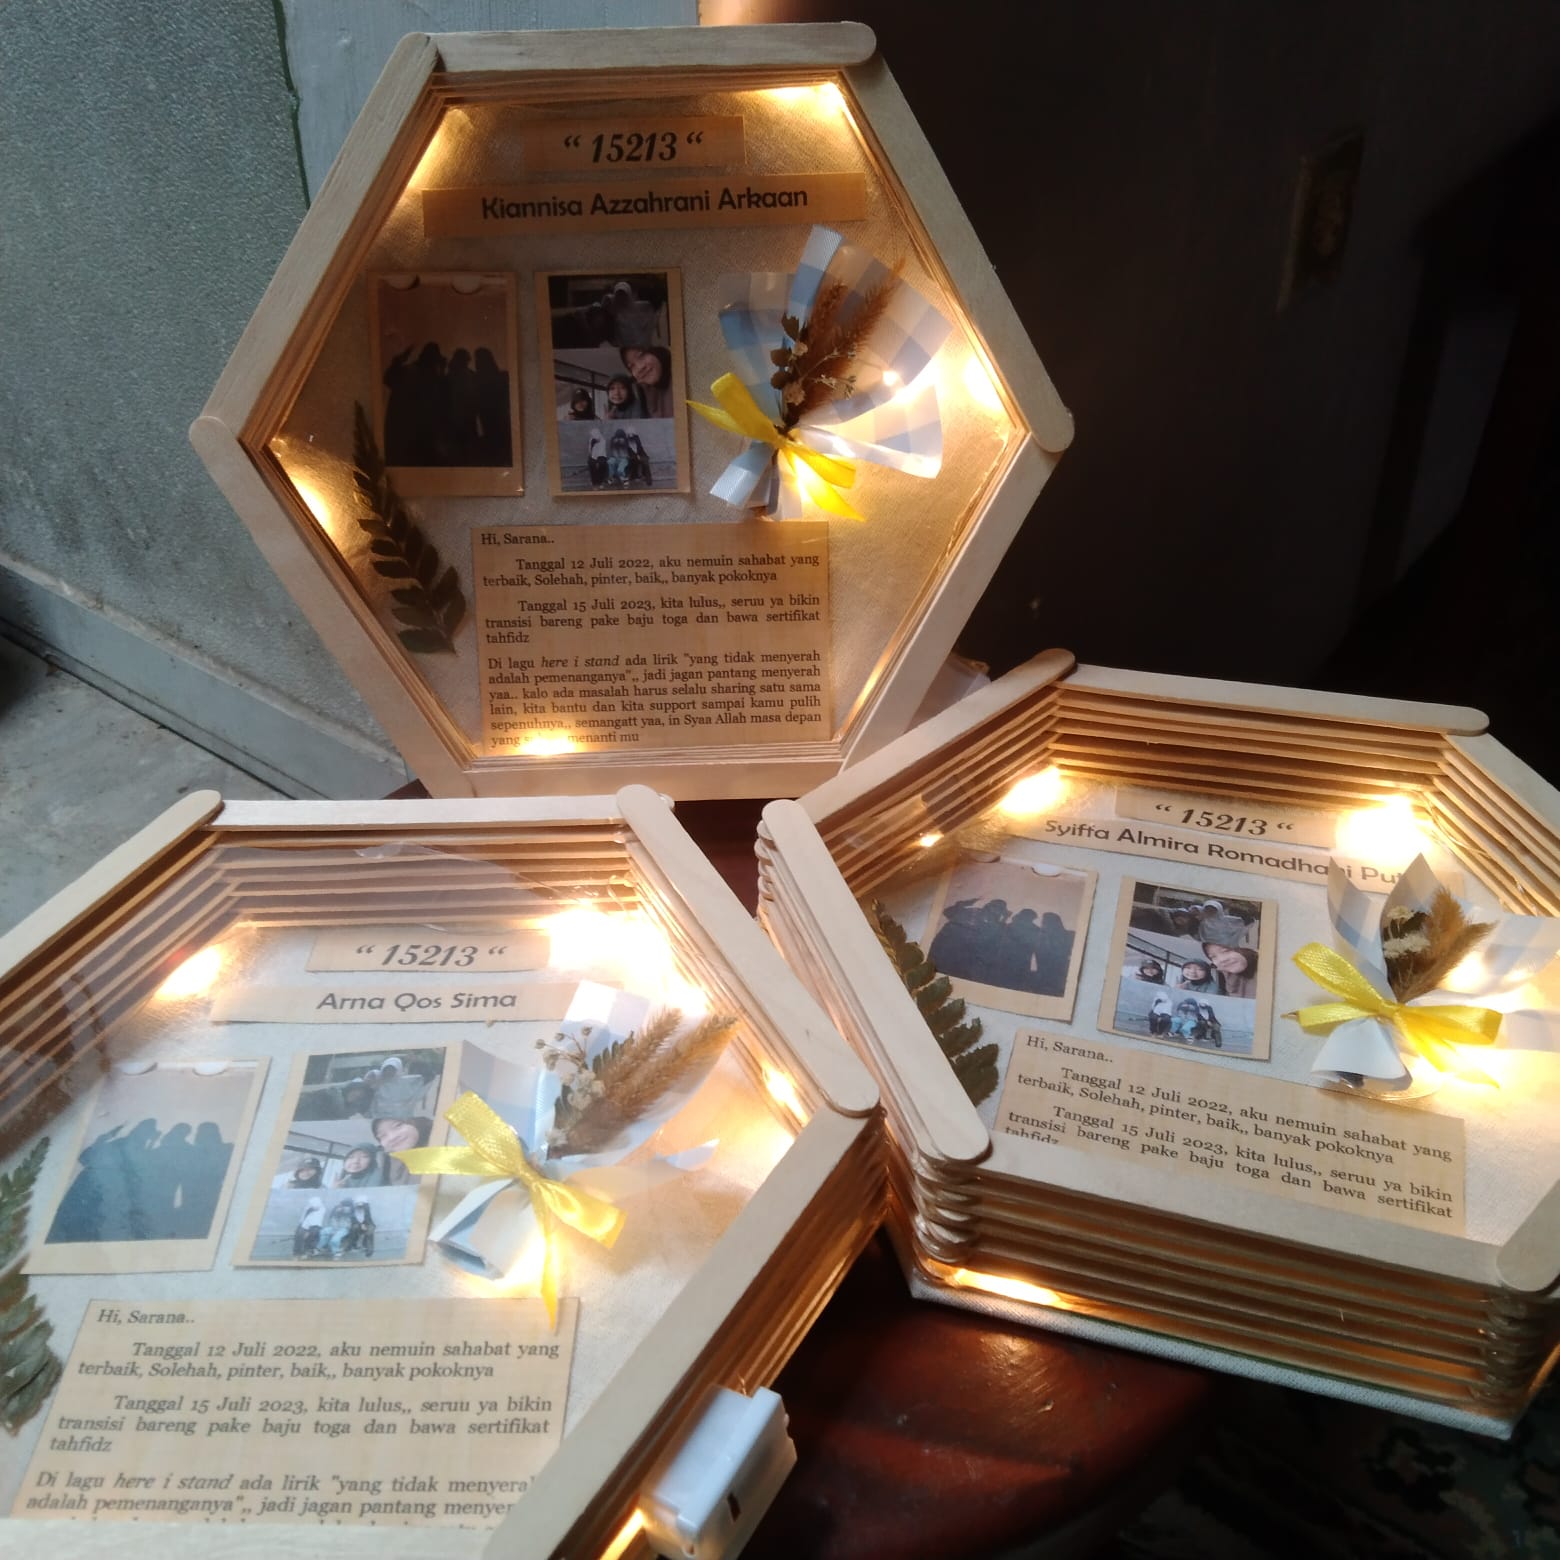 “ 15213 “
Kiannisa Azzahrani Arkaan
Hi, Sarana..
Tanggal 12 Juli 2022, aku nemuin sahabat yang
terbaik, Solehah, pinter, baik,, banyak pokoknya
Tanggal 15 Juli 2023, kita lulus,, seruu ya bikin
transisi bareng pake baju toga dan bawa sertifikat
tahfidz
Di lagu here i stand ada lirik "yang tidak menyerah
adalah pemenanganya",, jadi jagan pantang menyerah
yaa.. kalo ada masalah harus selalu sharing satu sama
lain, kita bantu dan kita support sampai kamu pulih
sepenuhnya,, semangatt yaa, in Syaa Allah masa depan
yang menanti mu
“ 15213 “
Arna Qos Sima
Hi, Sarana..
Tanggal 12 Juli 2022, aku nemuin sahabat yang
terbaik, Solehah, pinter, baik,, banyak pokoknya
Tanggal 15 Juli 2023, kita lulus,, seruu ya bikin
transisi bareng pake baju toga dan bawa sertifikat
tahfidz
Di lagu here i stand ada lirik "yang tidak
adalah pemenanganya",, jadi jagan pantang
“ 15213 “
Syiffa Almira Romadhani
Hi, Sarana..
Tanggal 12 Juli 2022, aku nemuin sahabat yang
terbaik, Solehah, pinter, baik,, banyak pokoknya
Tanggal 15 Juli 2023, kita lulus,, seruu ya bikin
transisi bareng pake baju toga dan bawa sertifikat
tahfidz